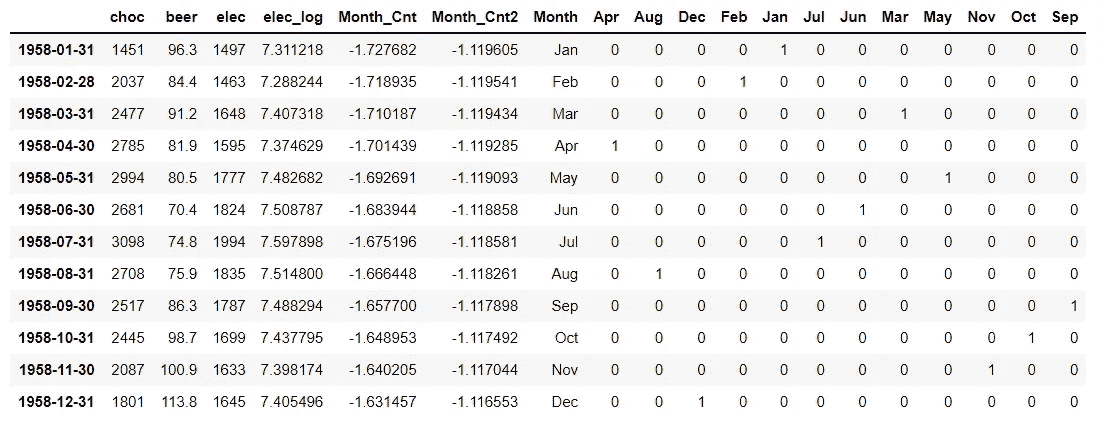 choc beer elec elec_log Month_Cnt Month_Cnt2 Month Apr Aug Dec Feb Jan Jul Jun Mar May Nov Oct Sep
1958-01-31 1451 96.3 1497 7.311218 -1.727682 -1.119605 Jan 0 0 0 0 1 0 0 0 0 0 0 0
1958-02-28 2037 84.4 1463 7.288244 -1.718935 -1.119541 Feb 0 0 0 1 0 0 0 0 0 0 0 0
1958-03-31 2477 91.2 1648 7.407318 -1.710187 -1.119434 Mar 0 0 0 0 0 0 0 1 0 0 0 0
1958-04-30 2785 81.9 1595 7.374629 -1.701439 -1.119285 Apr 1 0 0 0 0 0 0 0 0 0 0 0
1958-05-31 2994 80.5 1777 7.482682 -1.692691 -1.119093 May 0 0 0 0 0 0 0 0 1 0 0 0
1958-06-30 2681 70.4 1824 7.508787 -1.683944 -1.118858 Jun 0 0 0 0 0 0 1 0 0 0 0 0
1958-07-31 3098 74.8 1994 7.597898 -1.675196 -1.118581 Jul 0 0 0 0 0 1 0 0 0 0 0 0
1958-08-31 2708 75.9 1835 7.514800 -1.666448 -1.118261 Aug 0 1 0 0 0 0 0 0 0 0 0 0
1958-09-30 2517 86.3 1787 7.488294 -1.657700 -1.117898 Sep 0 0 0 0 0 0 0 0 0 0 0 1
1958-10-31 2445 98.7 1699 7.437795 -1.648953 -1.117492 Oct 0 0 0 0 0 0 0 0 0 0 1 0
1958-11-30 2087 100.9 1633 7.398174 -1.640205 -1.117044 Nov 0 0 0 0 0 0 0 0 0 1 0 0
1958-12-31 1801 113.8 1645 7.405496 -1.631457 -1.116553 Dec 0 0 1 0 0 0 0 0 0 0 0 0